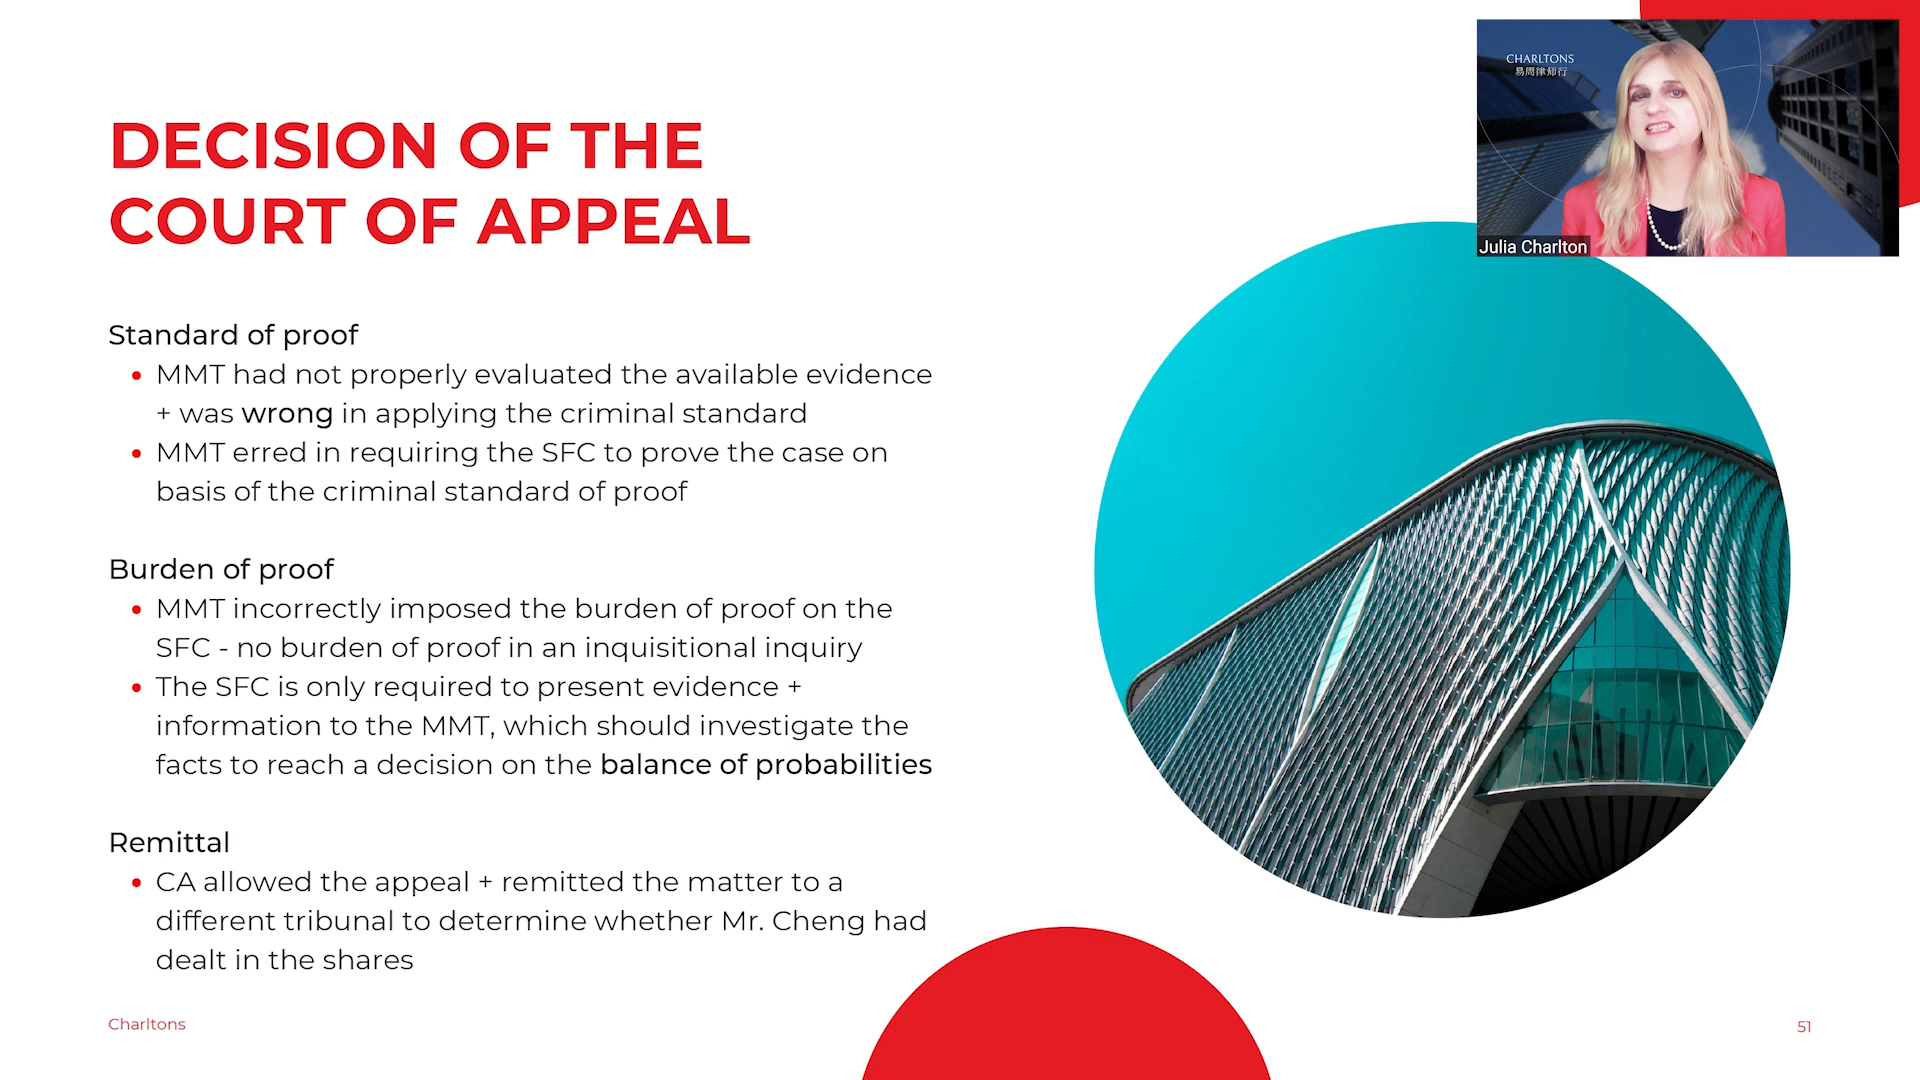 CHARLTONS
易周律师行
Julia Charlton
DECISION OF THE
COURT OF APPEAL
Standard of proof
• MMT had not properly evaluated the available evidence
+ was wrong in applying the criminal standard
• MMT erred in requiring the SFC to prove the case on
basis of the criminal standard of proof
Burden of proof
• MMT incorrectly imposed the burden of proof on the
SFC - no burden of proof in an inquisitional inquiry
• The SFC is only required to present evidence +
information to the MMT, which should investigate the
facts to reach a decision on the balance of probabilities
Remittal
• CA allowed the appeal + remitted the matter to a
different tribunal to determine whether Mr. Cheng had
dealt in the shares
Charltons
51